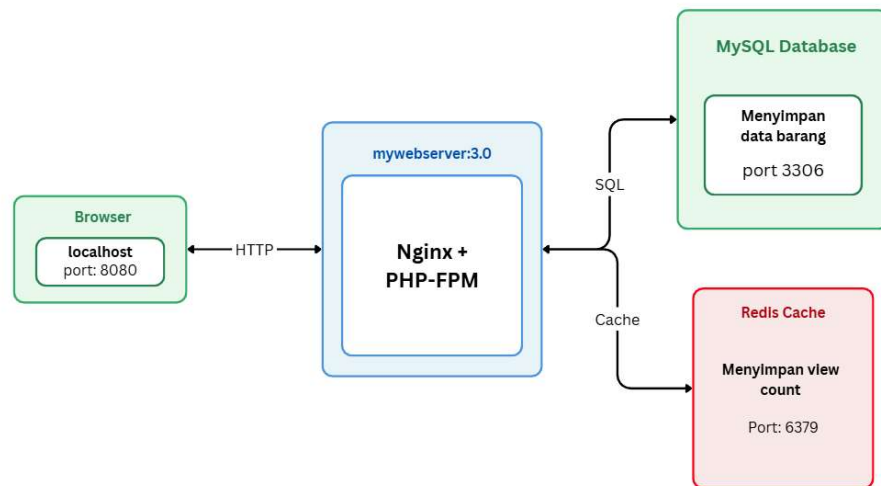 Browser
localhost
port: 8080
HTTP
mywebserver:3.0
Nginx +
PHP-FPM
SQL
Cache
MySQL Database
Menyimpan
data barang
port 3306
Redis Cache
Menyimpan view
count
Port: 6379